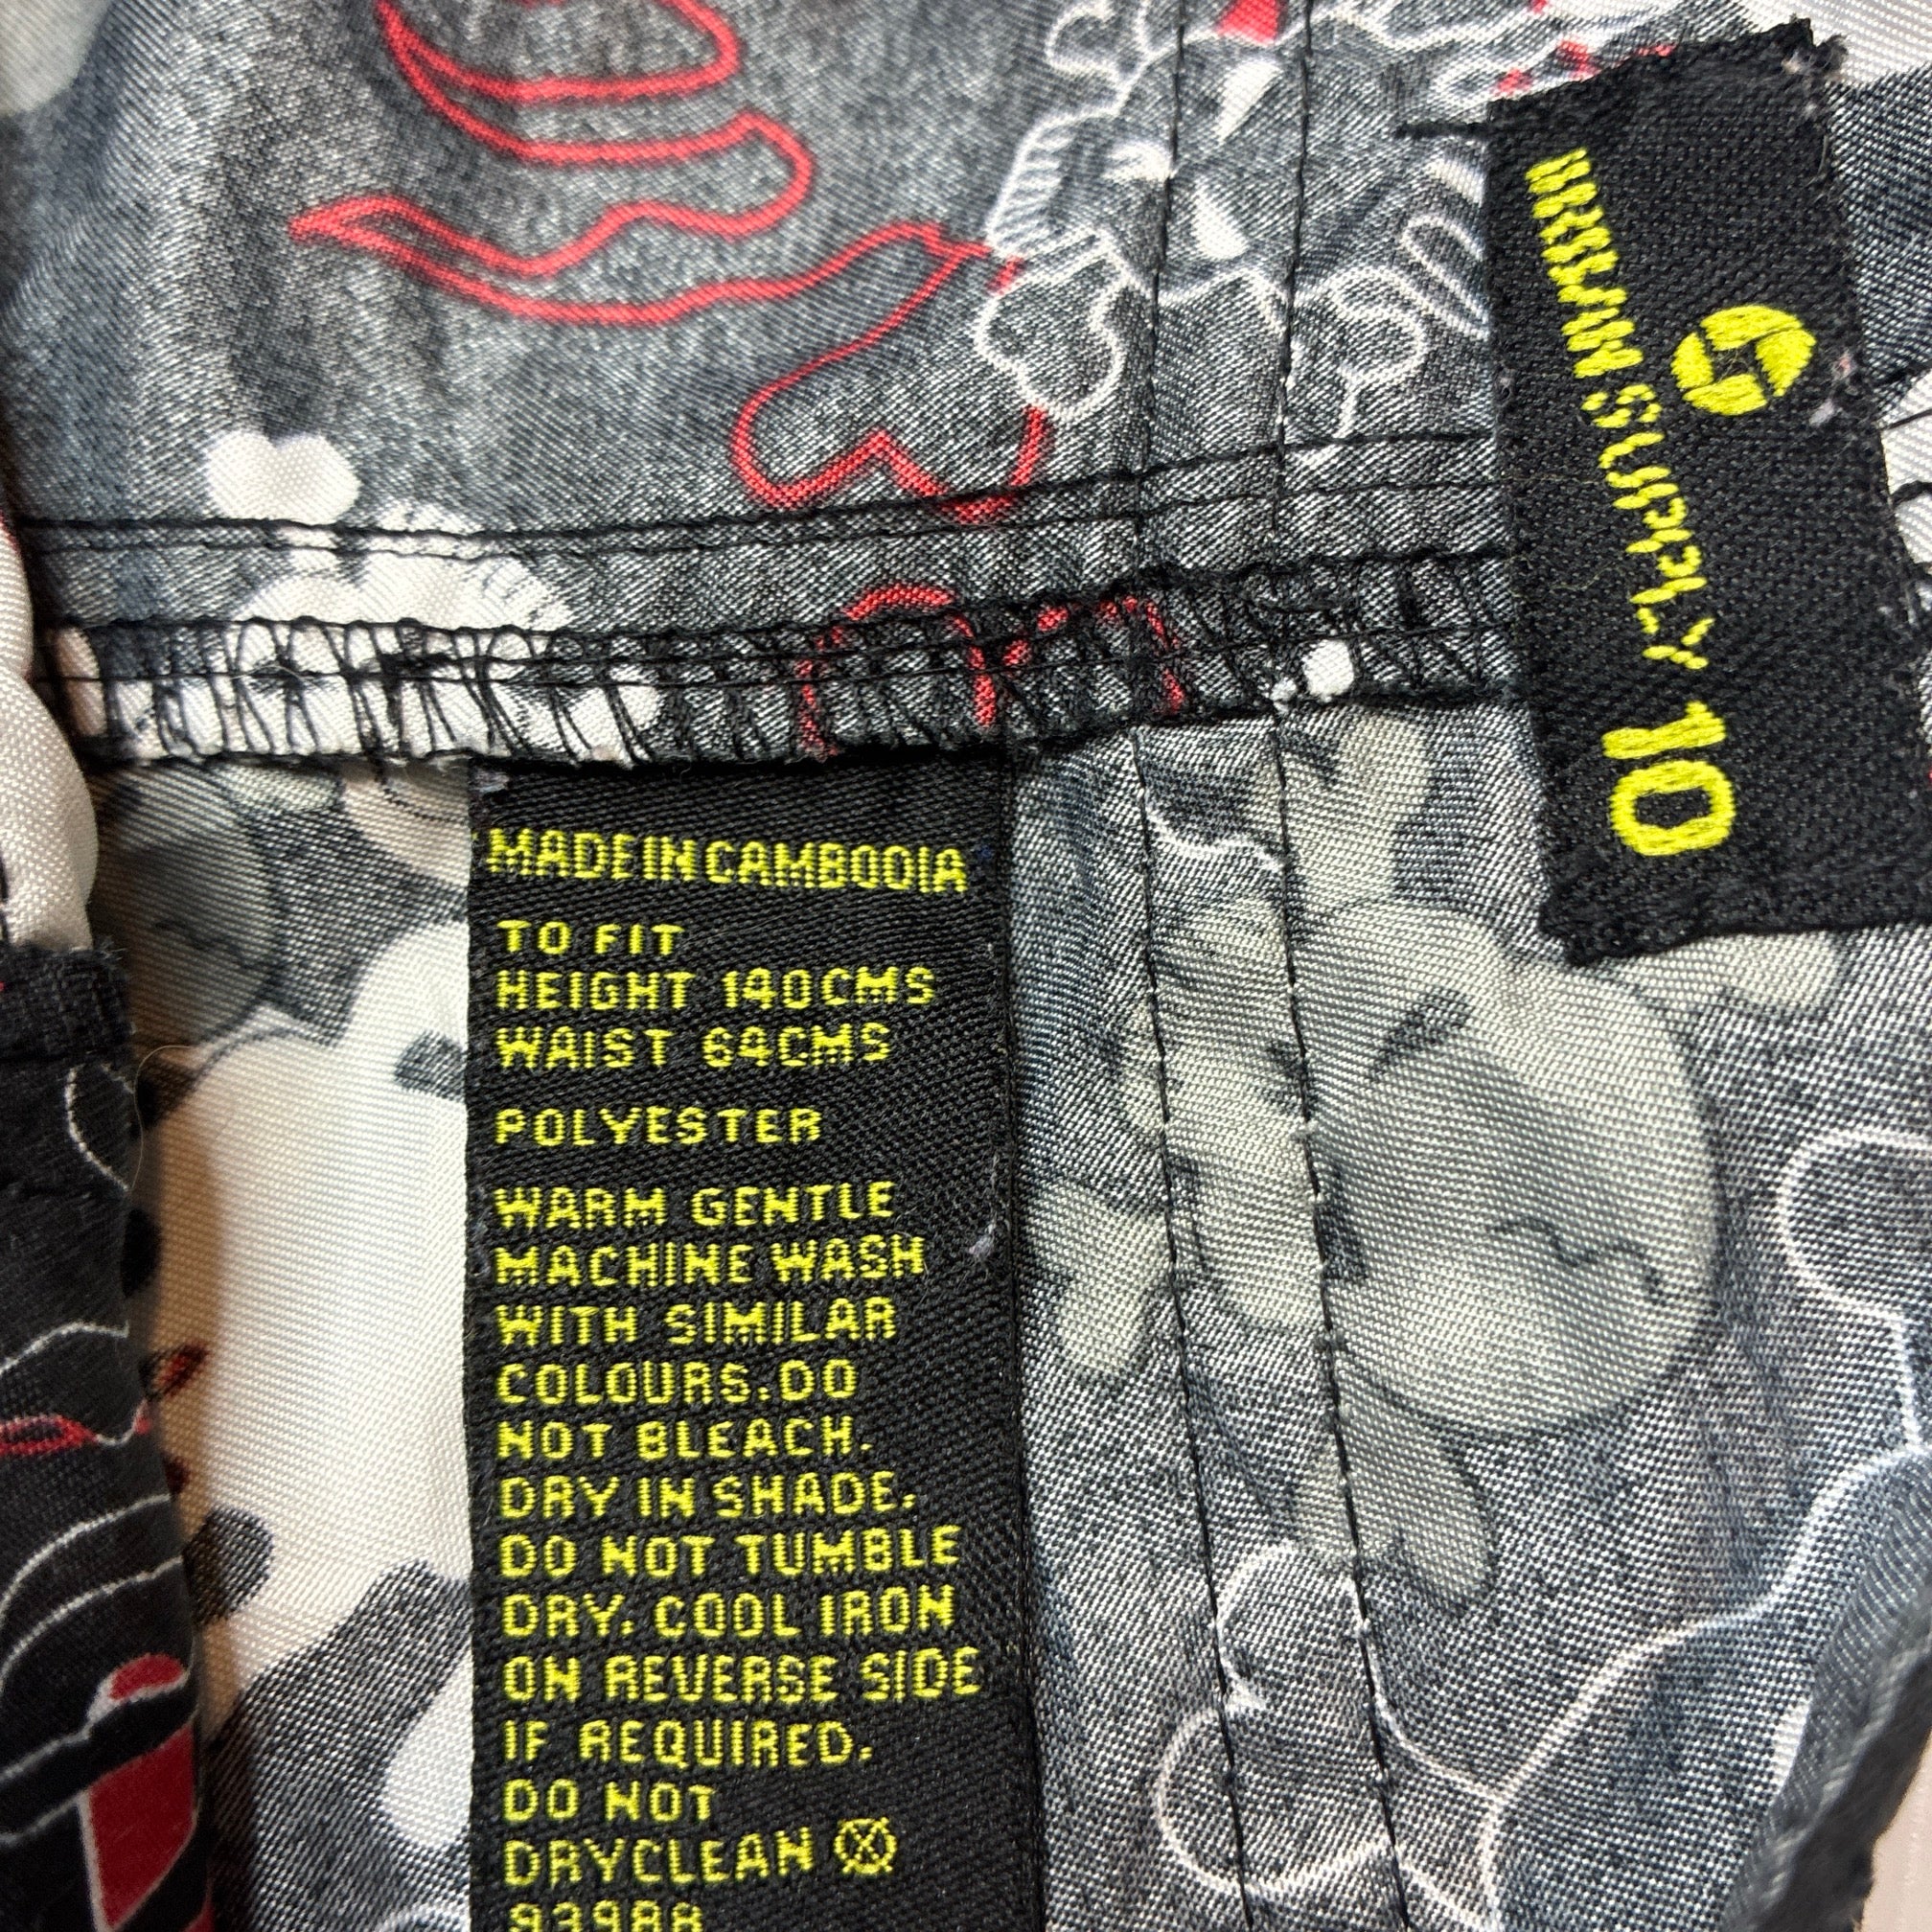 URBAN SUPPLY 10
MADE IN CAMBODIA
TO FIT
HEIGHT 140CMS
WAIST 64CMS
POLYESTER
WARM GENTLE
MACHINE WASH
WITH SIMILAR
COLOURS. DO
NOT BLEACH.
DRY IN SHADE.
DO NOT TUMBLE
DRY. COOL IRON
ON REVERSE SIDE
IF REQUIRED.
DO NOT
DRYCLEAN